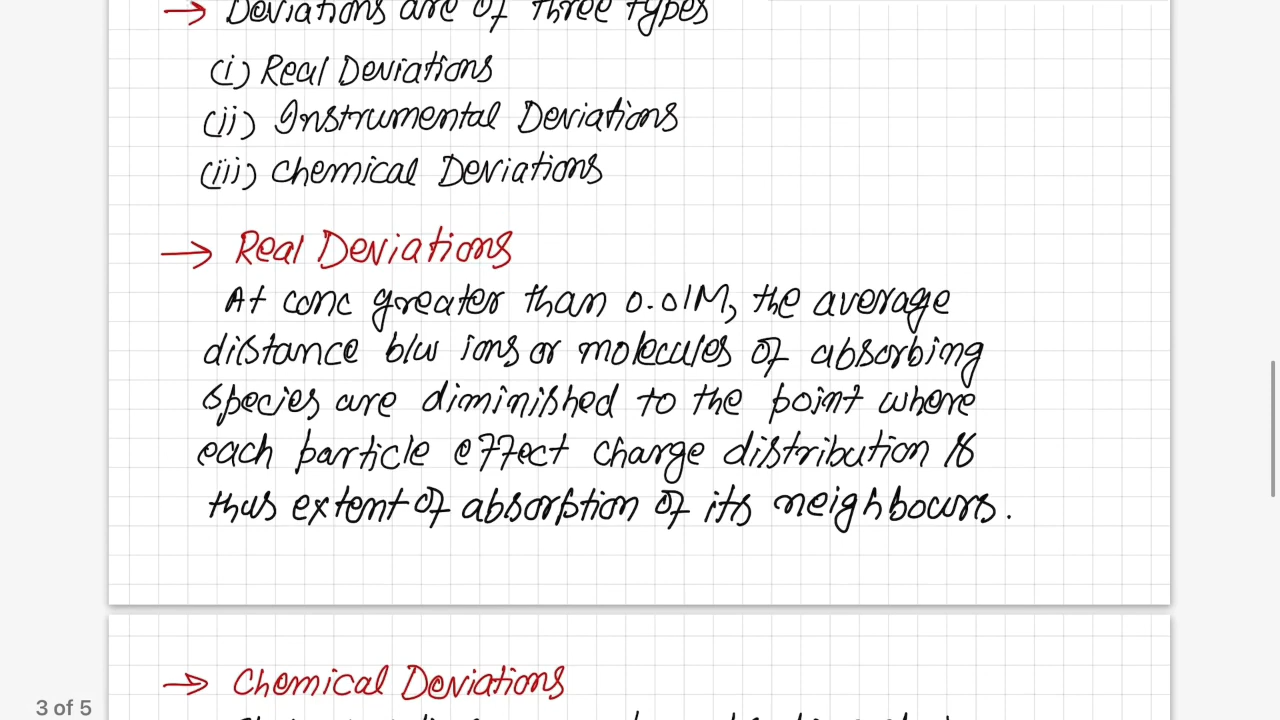 → Deviations are of three types
(i) Real Deviations
(ii) Instrumental Deviations
(iii) Chemical Deviations
→ Real Deviations
At conc greater than 0.01M, the average
distance b/w ions or molecules of absorbing
species are diminished to the point where
each particle effect charge distribution &
thus extent of absorption of its neighbours.
→ Chemical Deviations
3 of 5